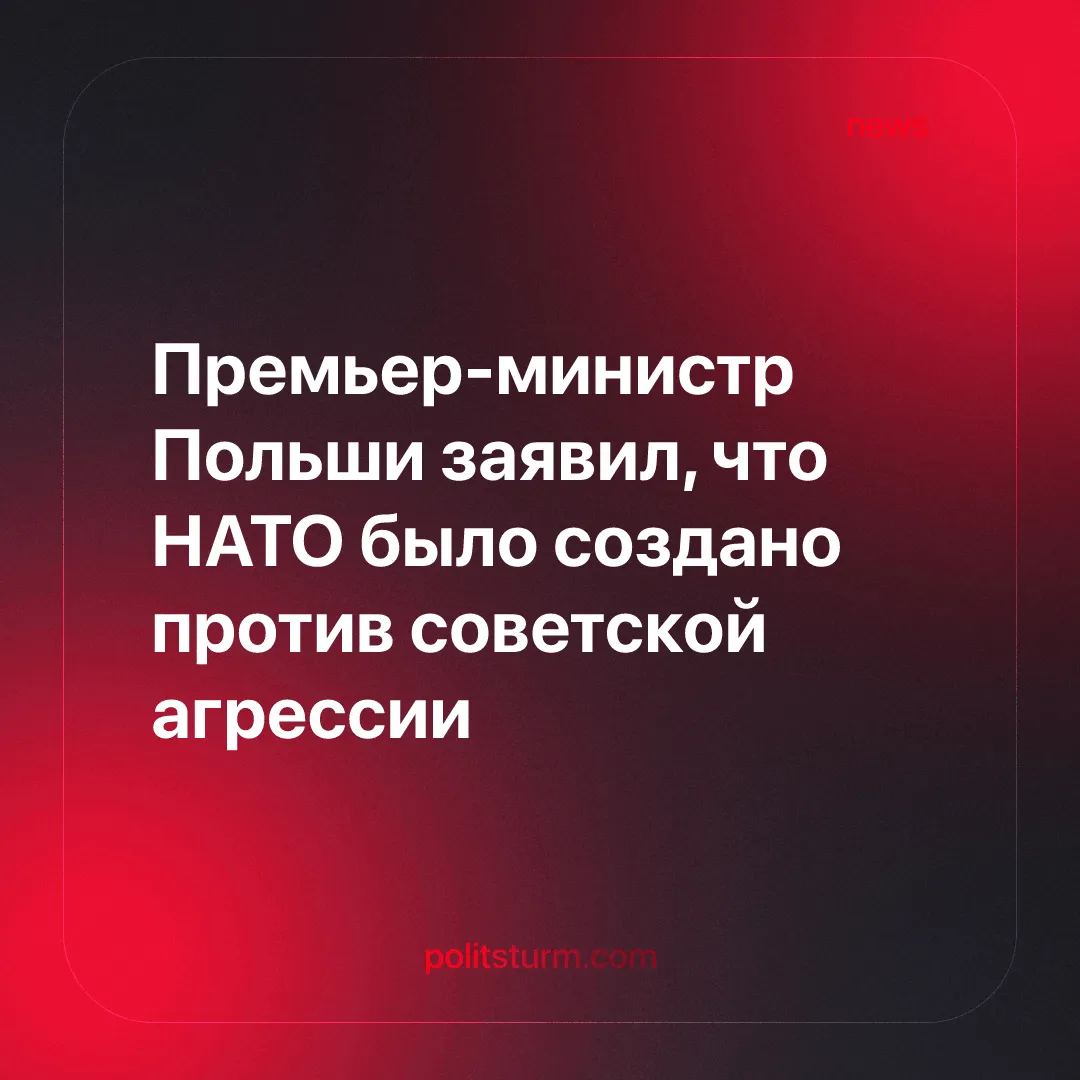 news
Премьер-министр
Польши заявил, что
НАТО было создано
против советской
агрессии
politsturm.com